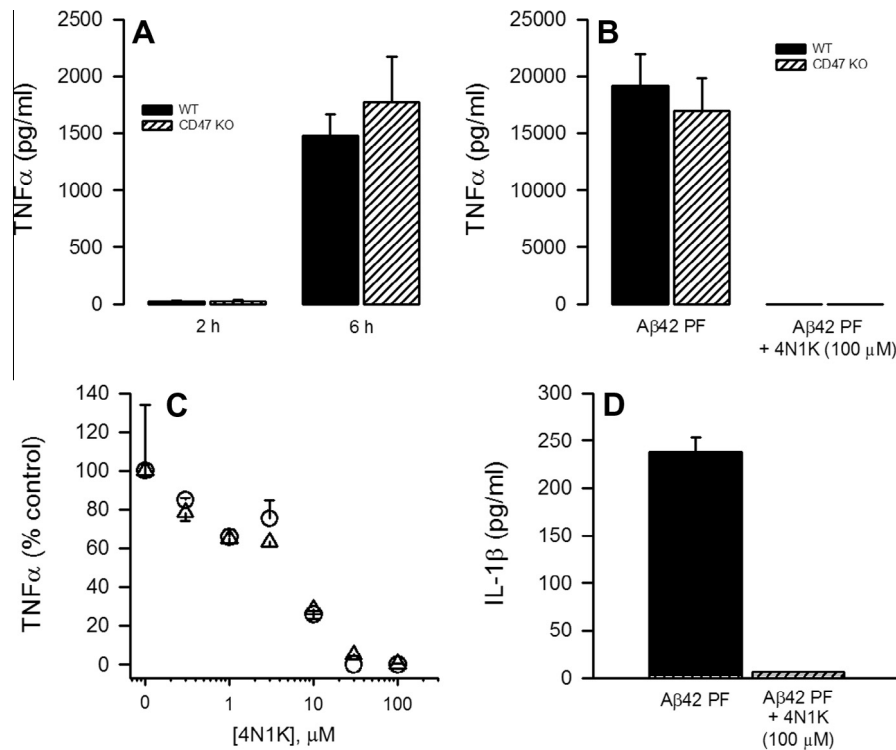 A
TNFα (pg/ml)
2500
2000
1500
1000
500
0
WT
CD47 KO
2 h
6 h
B
TNFα (pg/ml)
25000
20000
15000
10000
5000
0
WT
CD47 KO
Aβ42 PF
Aβ42 PF
+ 4N1K (100 μM)
C
TNFα (% control)
140
120
100
80
60
40
20
0
0
1
10
100
[4N1K], μM
D
IL-1β (pg/ml)
300
250
200
150
100
50
0
Aβ42 PF
Aβ42 PF
+ 4N1K
(100 μM)